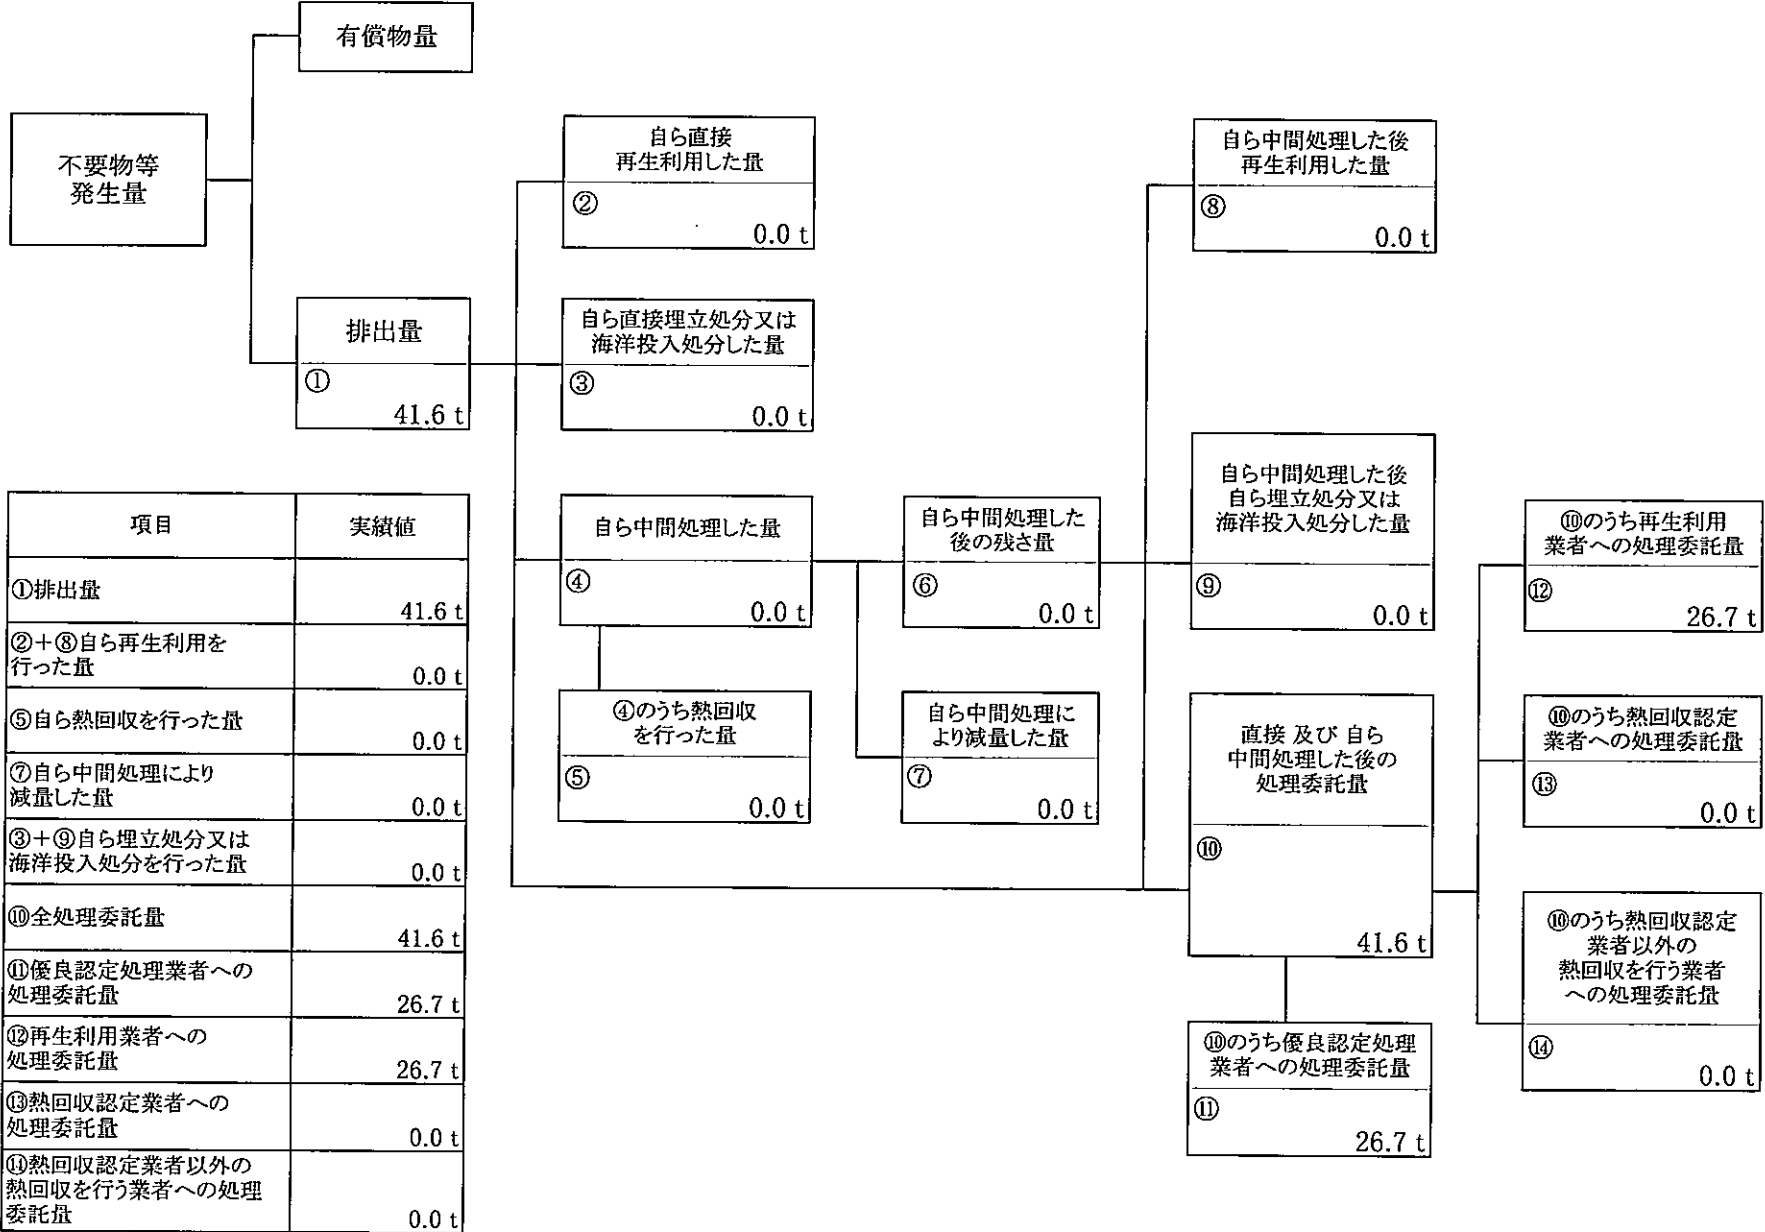 有償物量
不要物等
発生量
排出量
①
41.6 t
自ら直接
再生利用した量
②
0.0 t
自ら直接埋立処分又は
海洋投入処分した量
③
0.0 t
自ら中間処理した量
④
0.0 t
④のうち熱回収
を行った量
⑤
0.0 t
自ら中間処理した
後の残さ量
⑥
0.0 t
自ら中間処理に
より減量した量
⑦
0.0 t
自ら中間処理した後
再生利用した量
⑧
0.0 t
自ら中間処理した後
自ら埋立処分又は
海洋投入処分した量
⑨
0.0 t
直接 及び 自ら
中間処理した後の
処理委託量
⑩
41.6 t
⑩のうち優良認定処理
業者への処理委託量
⑪
26.7 t
⑩のうち再生利用
業者への処理委託量
⑫
26.7 t
⑩のうち熱回収認定
業者への処理委託量
⑬
0.0 t
⑩のうち熱回収認定
業者以外の
熱回収を行う業者
への処理委託量
⑭
0.0 t
項目 実績値
①排出量
41.6 t
②+⑧自ら再生利用を
行った量
0.0 t
⑤自ら熱回収を行った量
0.0 t
⑦自ら中間処理により
減量した量
0.0 t
③+⑨自ら埋立処分又は
海洋投入処分を行った量
0.0 t
⑩全処理委託量
41.6 t
⑪優良認定処理業者への
処理委託量
26.7 t
⑫再生利用業者への
処理委託量
26.7 t
⑬熱回収認定業者への
処理委託量
0.0 t
⑭熱回収認定業者以外の
熱回収を行う業者への処理
委託量
0.0 t